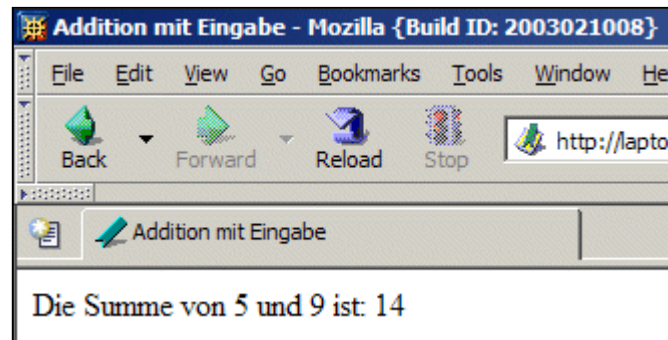 Addition mit Eingabe - Mozilla {Build ID: 2003021008}
File Edit View Go Bookmarks Tools Window He
Back Forward Reload Stop http://lapto
Addition mit Eingabe
Die Summe von 5 und 9 ist: 14